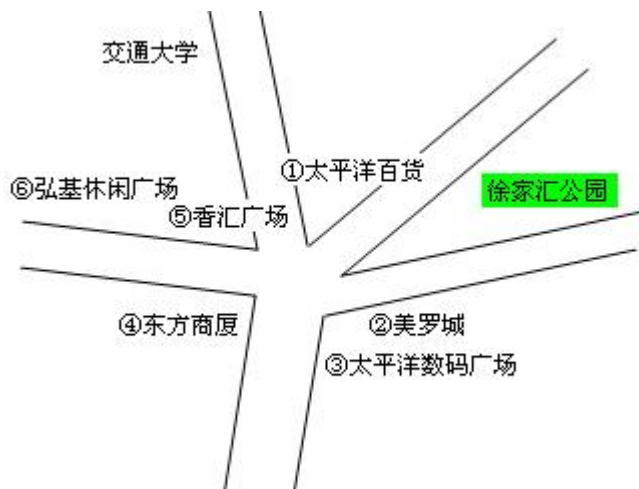 交通大学
①太平洋百货
⑥弘基休闲广场
徐家汇公园
⑤香汇广场
④东方商厦
②美罗城
③太平洋数码广场